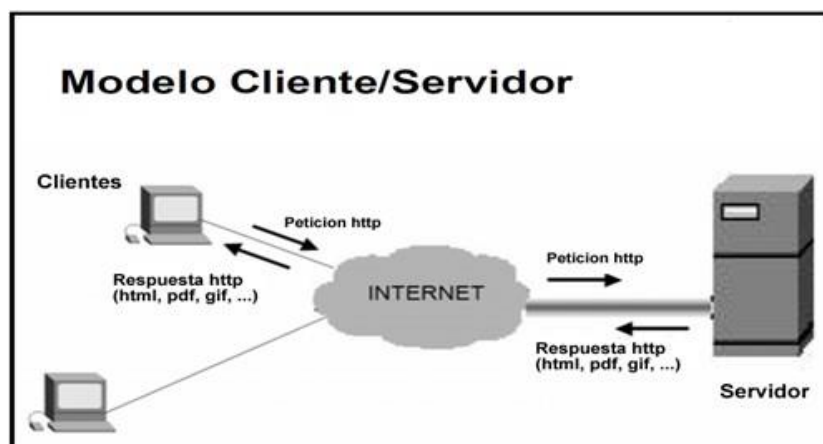 Modelo Cliente/Servidor
Clientes
Peticion http
Respuesta http
(html, pdf, gif, ...)
INTERNET
Peticion http
Respuesta http
(html, pdf, gif, ...)
Servidor